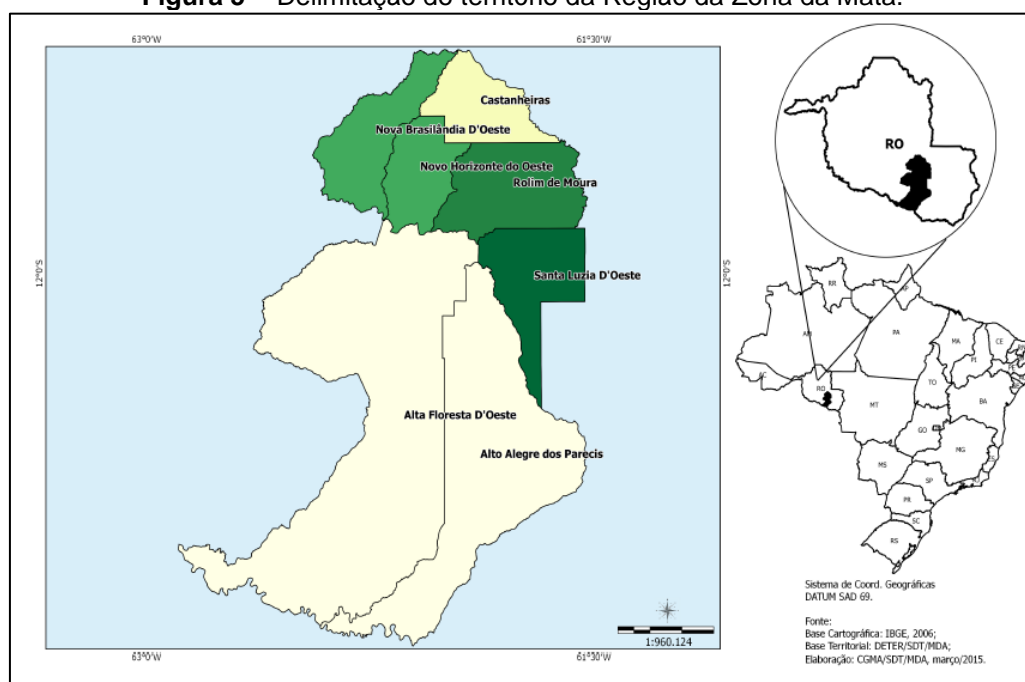 Figura 3 – Delimitação do território da Região da Zona da Mata.
63°0'W
61°30'W
Castanheiras
Nova Brasilândia D'Oeste
Novo Horizonte do Oeste
Rolim de Moura
12°0'S
Santa Luzia D'Oeste
12°0'S
Alta Floresta D'Oeste
Alto Alegre dos Parecis
1:960.124
63°0'W
61°30'W
RO
RR
AP
AM
PA
MA
CE
PI
AC
RO
TO
BA
MT
GO
MG
ES
MS
SP
RJ
PR
SC
RS
Sistema de Coord. Geográficas
DATUM SAD 69.
Fonte:
Base Cartográfica: IBGE, 2006;
Base Territorial: DETER/SDT/MDA;
Elaboração: CGMA/SDT/MDA, março/2015.